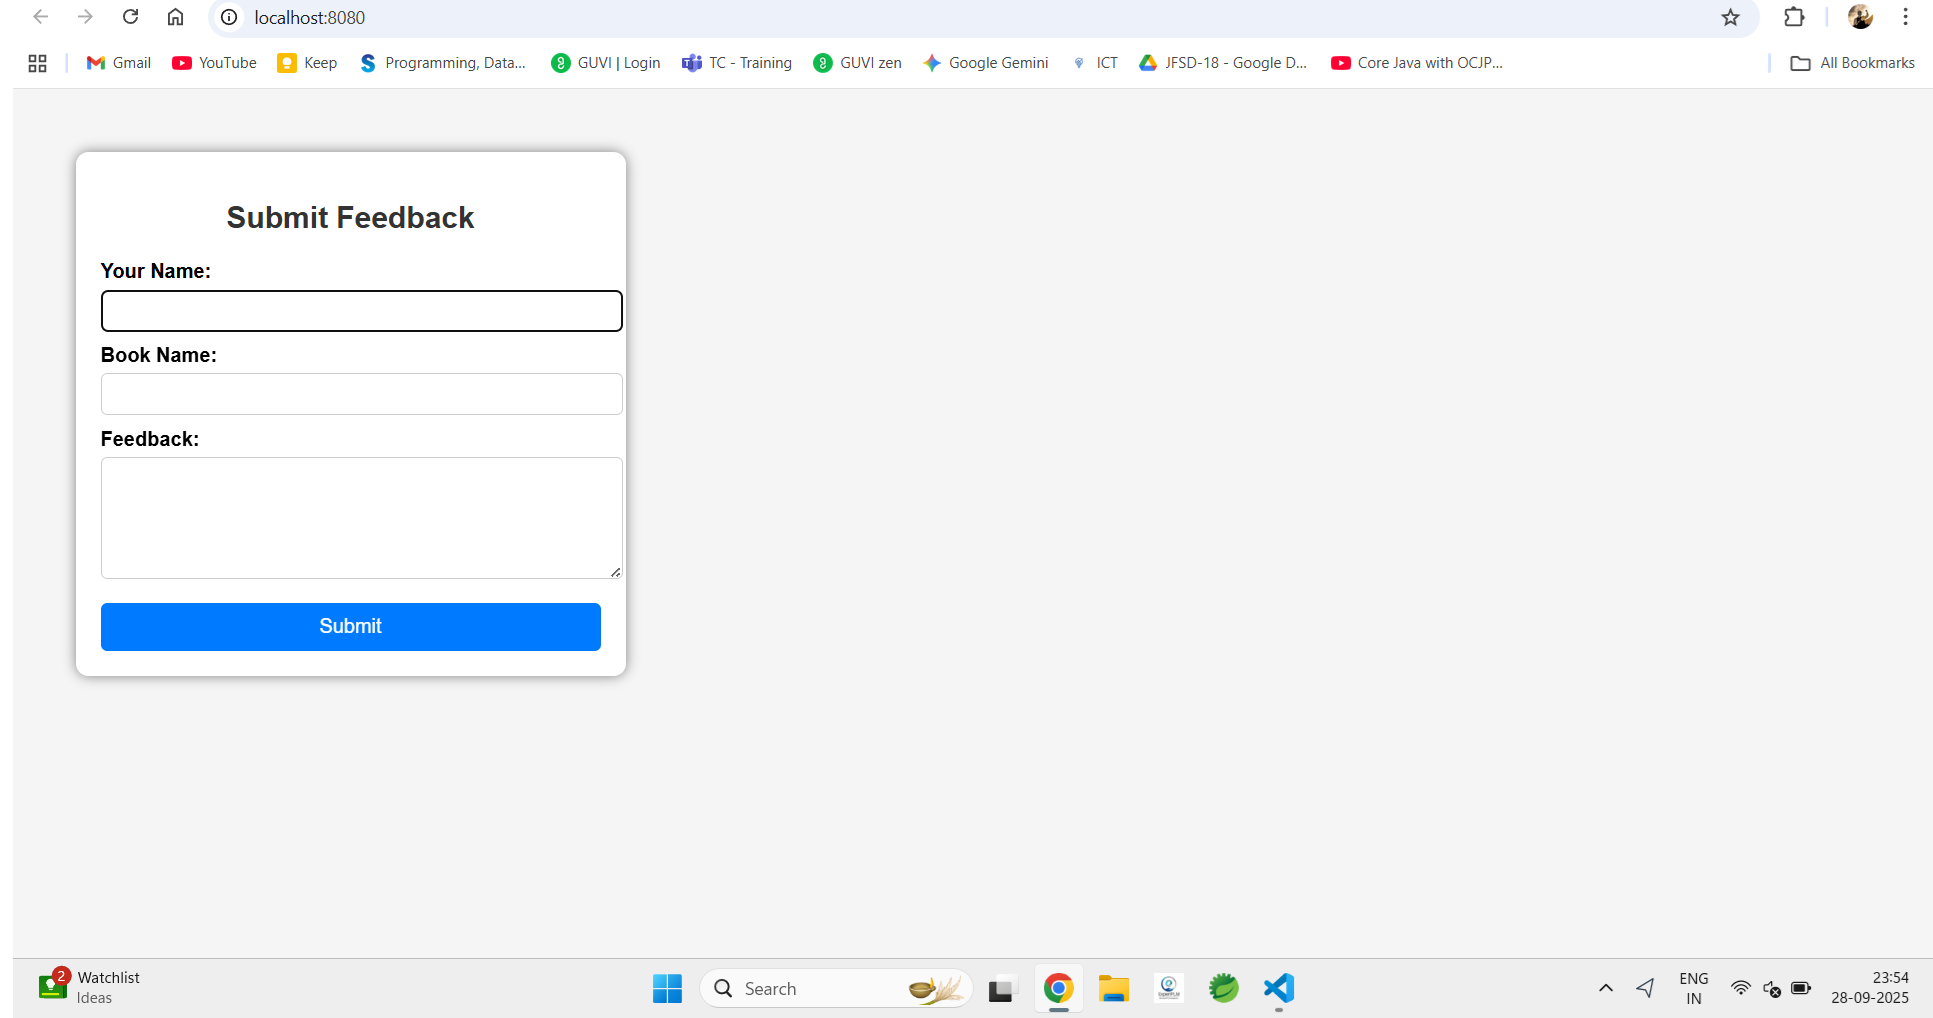 localhost:8080
Gmail YouTube Keep Programming, Data... GUVI | Login TC - Training GUVI zen Google Gemini ICT JFSD-18 - Google D... Core Java with OCJP... All Bookmarks
Submit Feedback
Your Name:
Book Name:
Feedback:
Submit
2
Watchlist
Ideas
Search
ENG
IN
23:54
28-09-2025